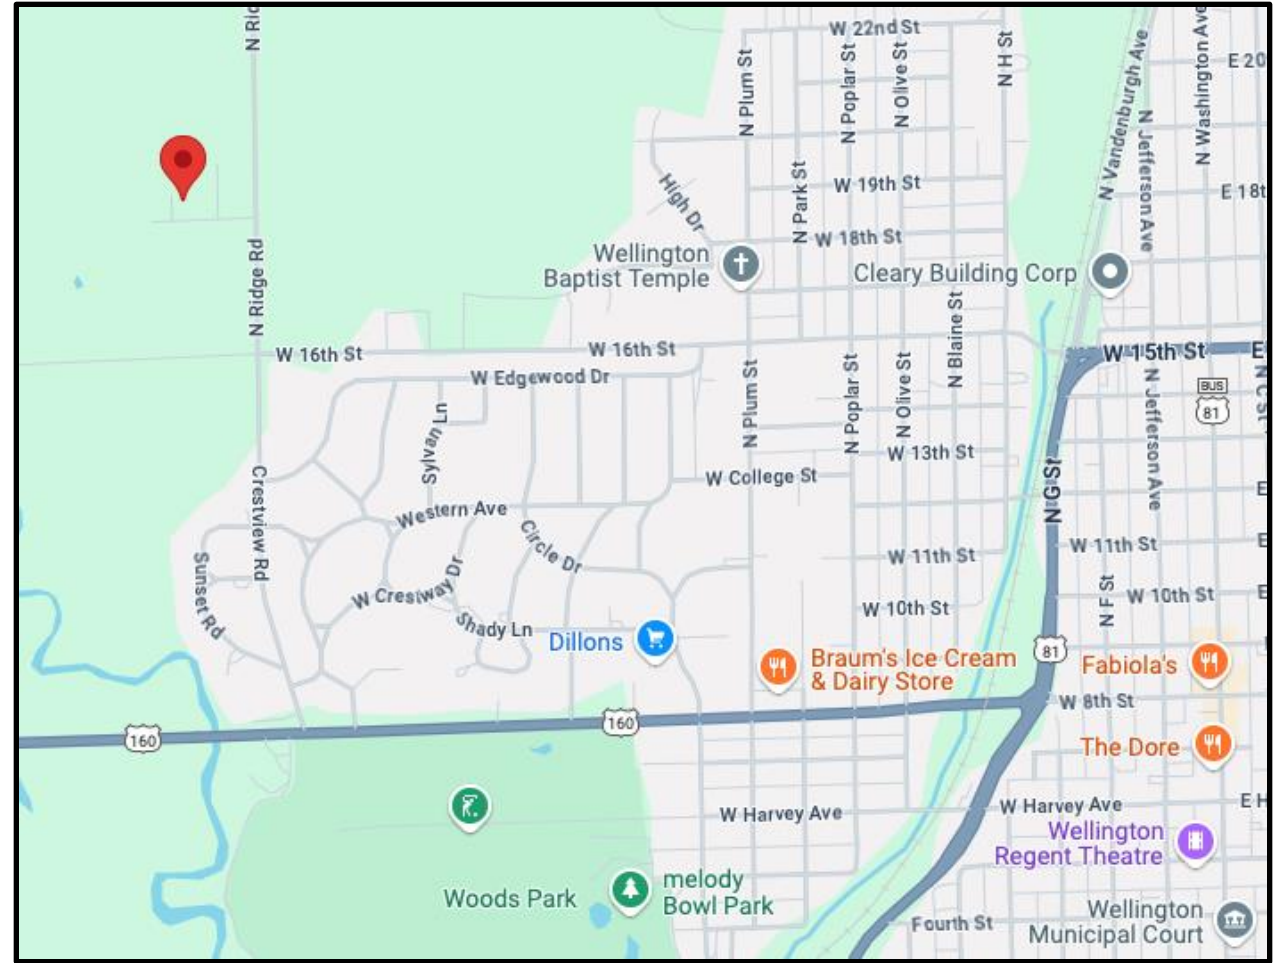 N Ric
W 22nd St
N H St
N Plum St
N Poplar St
N Olive St
N Vandenburgh Ave
N Washington Ave
E 20
N Jefferson Ave
High Dr
N Park St
W 19th St
E 18t
W 18th St
N Ridge Rd
Wellington
Baptist Temple
Cleary Building Corp
N Blaine St
W 16th St
W 16th St
W 15th St
E
W Edgewood Dr
N Plum St
N Poplar St
N Olive St
N Jefferson Ave
BUS
81
N C St
Sylvan Ln
W 13th St
W College St
N G St
Crestview Rd
Western Ave
Circle Dr
E
W 11th St
W 11th St
E
Sunset Rd
W Crestway Dr
N F St
W 10th St
E
W 10th St
Shady Ln
Dillons
Braum's Ice Cream
& Dairy Store
81
Fabiola's
W 8th St
160
160
The Dore
W Harvey Ave
W Harvey Ave
E H
Wellington
Regent Theatre
melody
Bowl Park
Woods Park
Fourth St
Wellington
Municipal Court